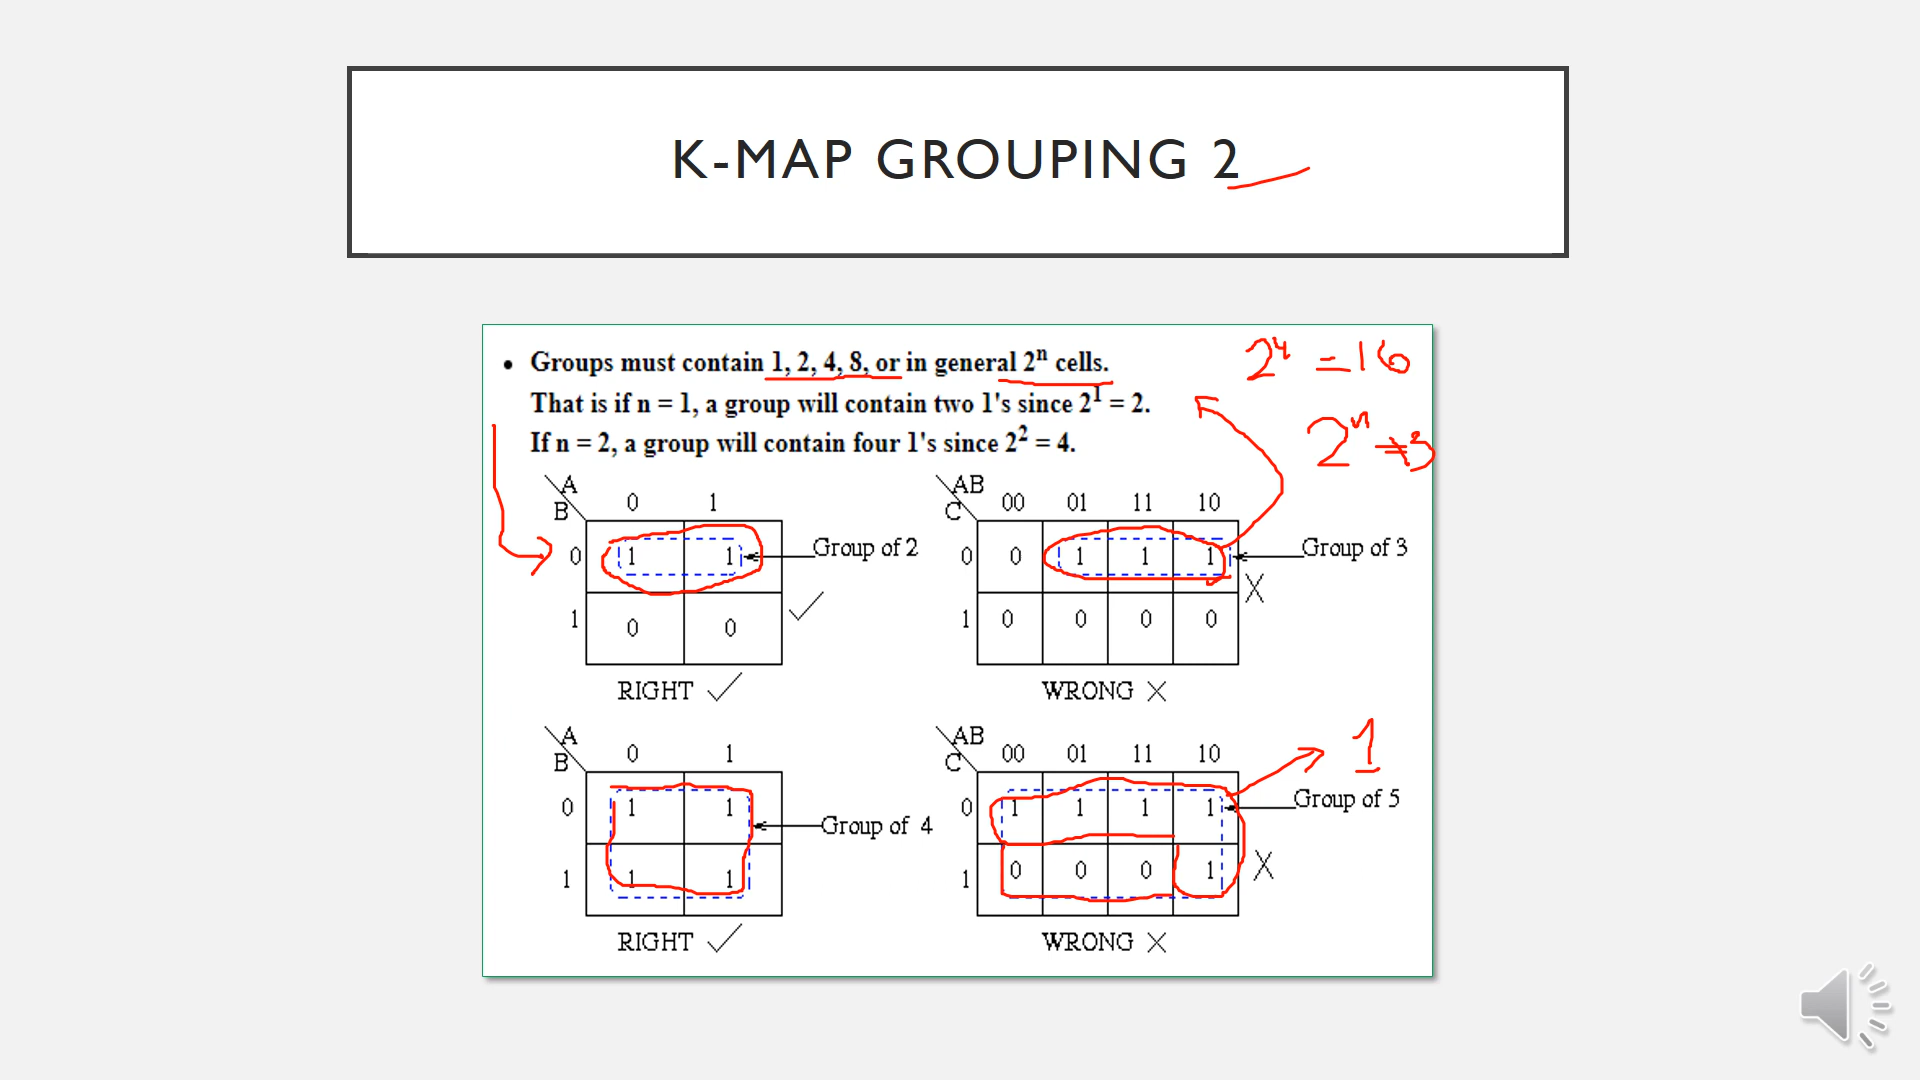 K-MAP GROUPING 2
• Groups must contain 1, 2, 4, 8, or in general 2ⁿ cells.
That is if n = 1, a group will contain two 1's since 2¹ = 2.
If n = 2, a group will contain four 1's since 2² = 4.
2⁴ = 16
2ⁿ ≠ 3
A
B
0 1
0 1 1
Group of 2
1 0 0
RIGHT ✓
AB
C
00 01 11 10
0 0 1 1 1
Group of 3
1 0 0 0 0
WRONG X
A
B
0 1
0 1 1
Group of 4
1 1 1
RIGHT ✓
AB
C
00 01 11 10
1
0 1 1 1 1
Group of 5
1 0 0 0 1
WRONG X